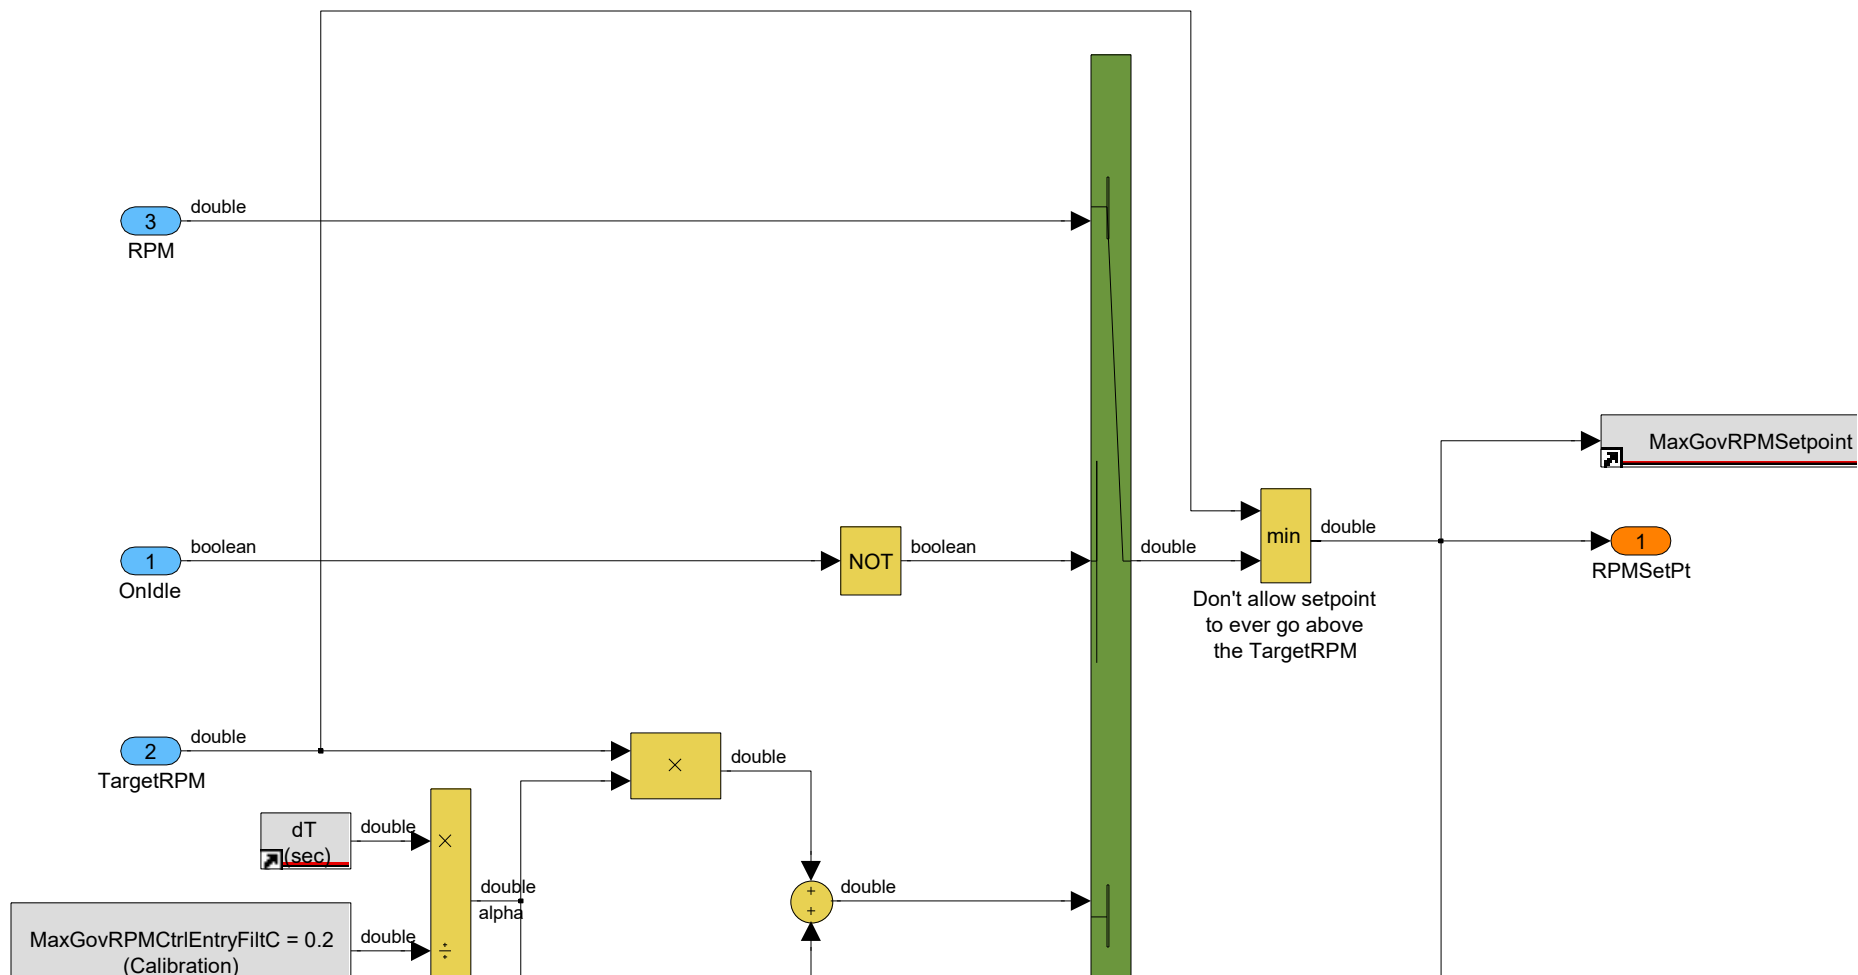 double
3
RPM
MaxGovRPMSetpoint
boolean
1
OnIdle
NOT
boolean
double
min
double
1
RPMSetPt
Don't allow setpoint
to ever go above
the TargetRPM
double
2
TargetRPM
×
double
dT
(sec)
double
×
double
alpha
+
+
double
MaxGovRPMCtrlEntryFiltC = 0.2
(Calibration)
double
÷